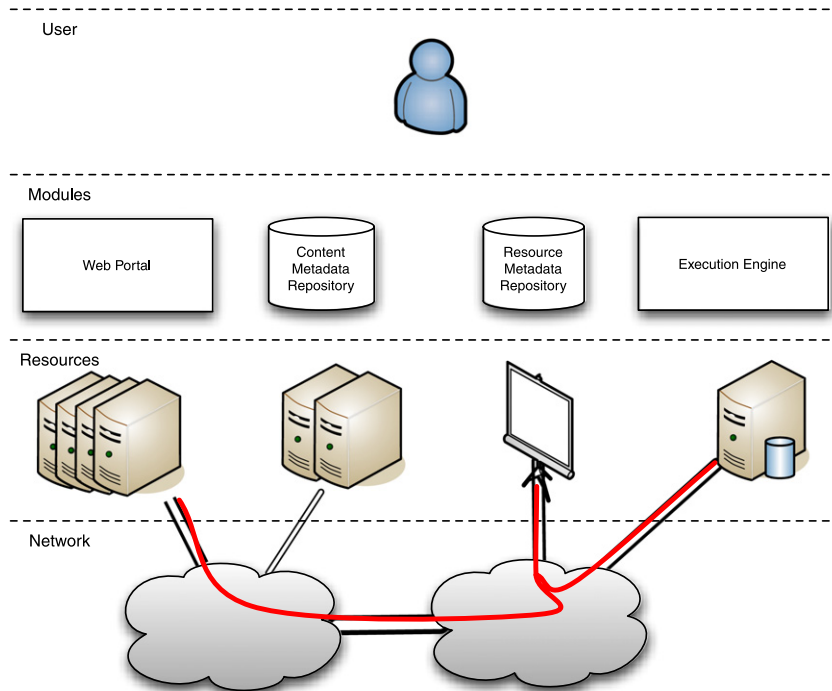 User
Modules
Web Portal
Content
Metadata
Repository
Resource
Metadata
Repository
Execution Engine
Resources
Network